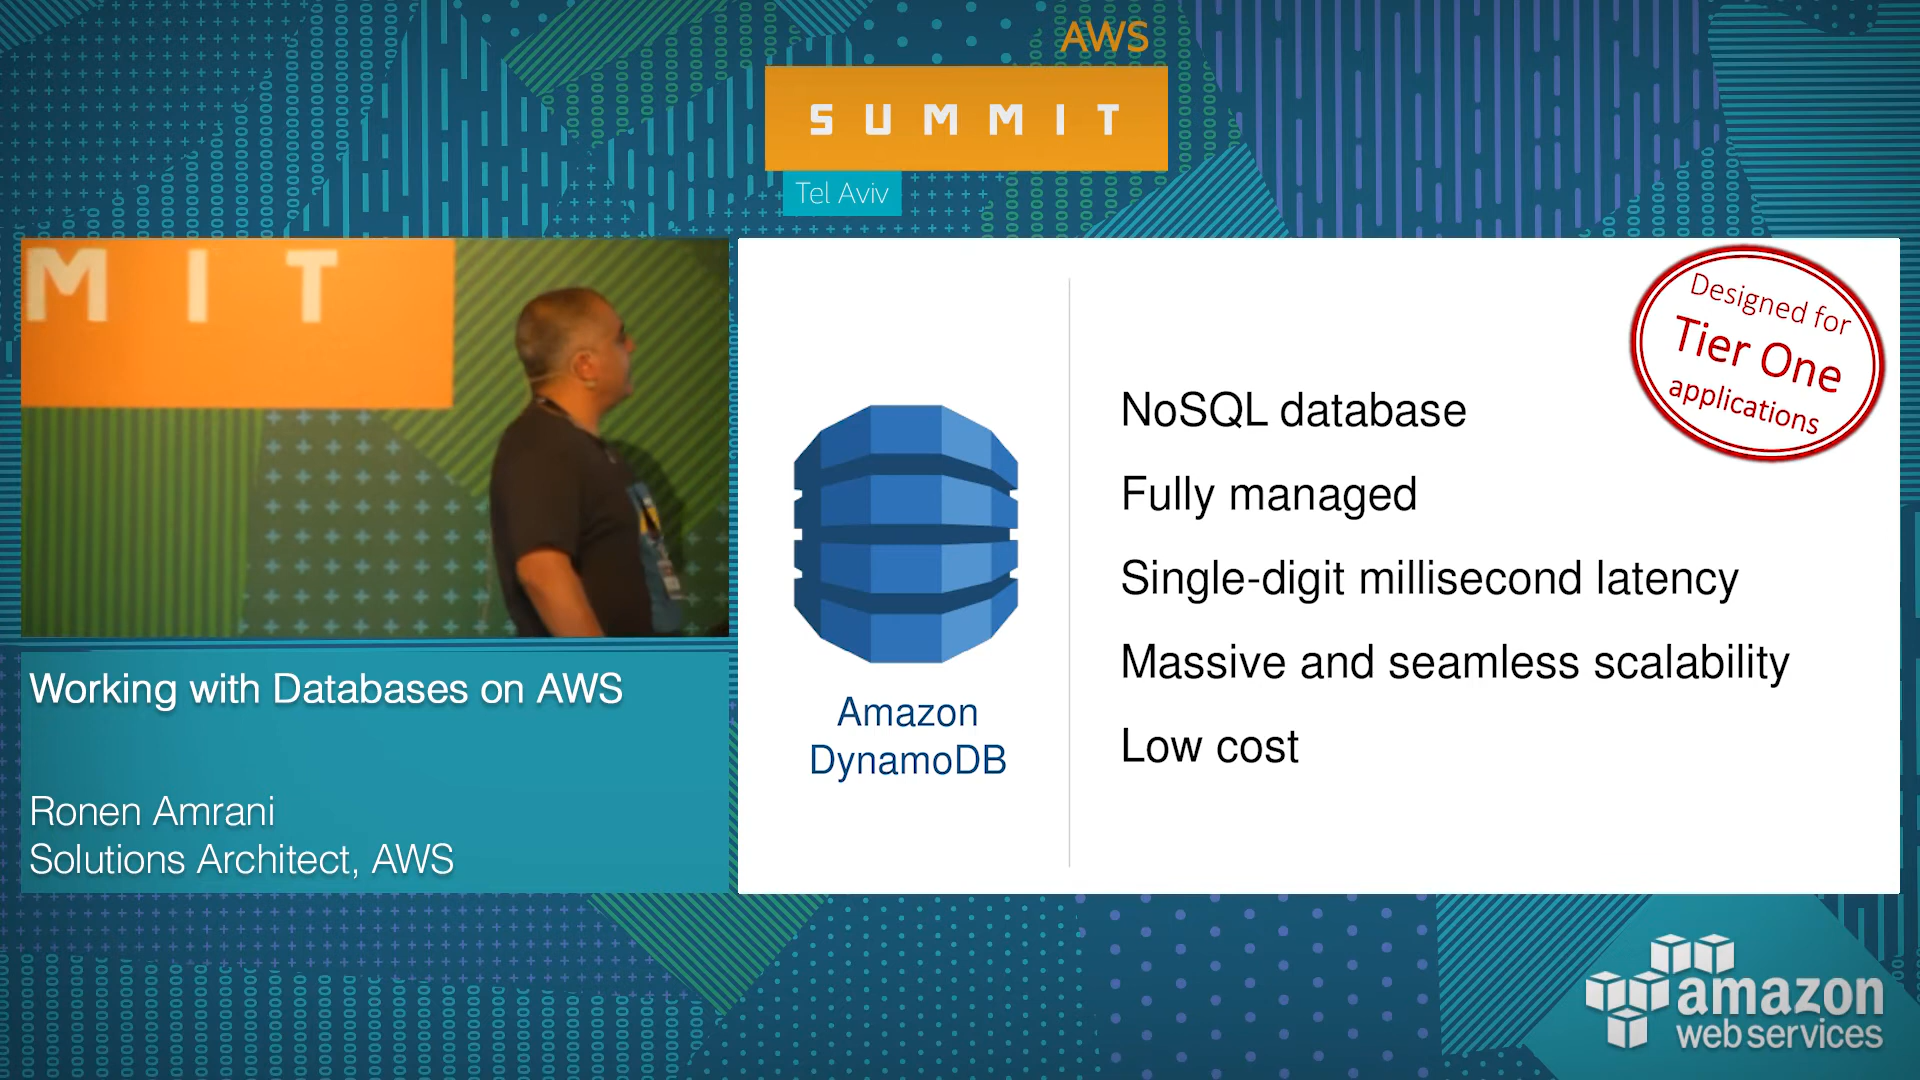 AWS
SUMMIT
Tel Aviv
M I T
Working with Databases on AWS
Ronen Amrani
Solutions Architect, AWS
Amazon
DynamoDB
NoSQL database
Fully managed
Single-digit millisecond latency
Massive and seamless scalability
Low cost
Designed for
Tier One
applications
amazon
web services